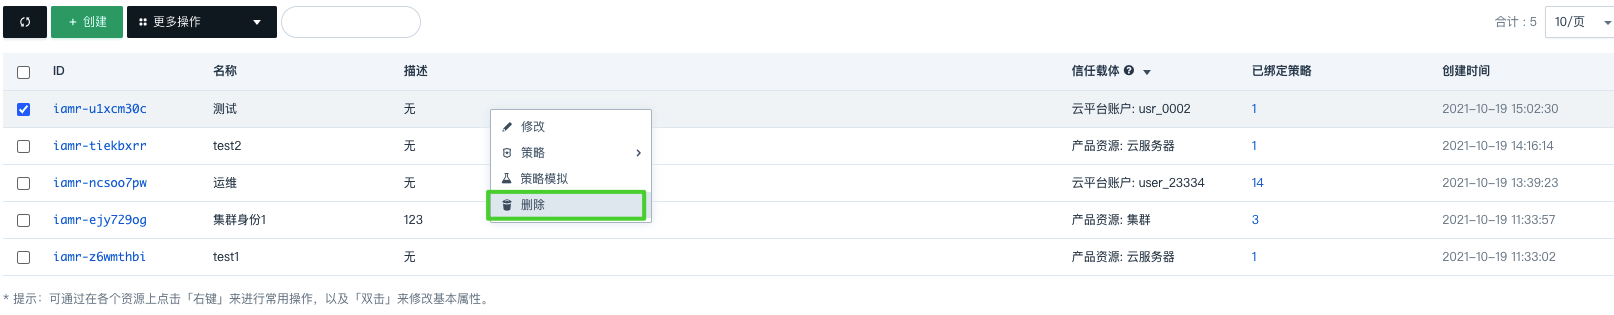 创建 更多操作 合计：5 10/页
ID 名称 描述 信任载体 已绑定策略 创建时间
iamr-u1xcm30c 测试 无 云平台账户: usr_0002 1 2021-10-19 15:02:30
修改
iamr-tiekbxrr test2 无 产品资源: 云服务器 1 2021-10-19 14:16:14
策略
策略模拟
iamr-ncsoo7pw 运维 无 云平台账户: user_23334 14 2021-10-19 13:39:23
删除
iamr-ejy729og 集群身份1 123 产品资源: 集群 3 2021-10-19 11:33:57
iamr-z6wmthbi test1 无 产品资源: 云服务器 1 2021-10-19 11:33:02
* 提示：可通过在各个资源上点击「右键」来进行常用操作，以及「双击」来修改基本属性。